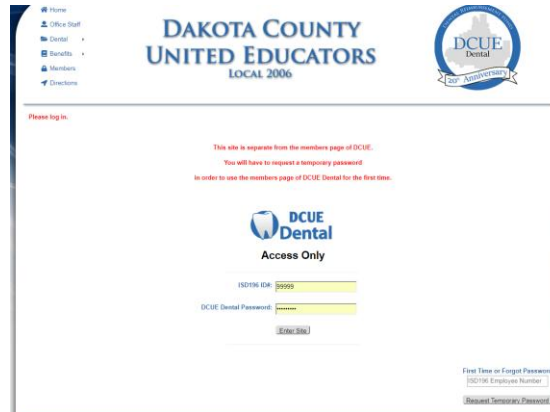 Home
Office Staff
Dental
Benefits
Members
Directions
DAKOTA COUNTY
UNITED EDUCATORS
LOCAL 2006
DCUE
Dental
20th Anniversary
Please log in.
This site is separate from the members page of DCUE.
You will have to request a temporary password
in order to use the members page of DCUE Dental for the first time.
DCUE
Dental
Access Only
ISD196 ID#: 99999
DCUE Dental Password: ••••••••
Enter Site
First Time or Forgot Password
ISD196 Employee Number
Request Temporary Password